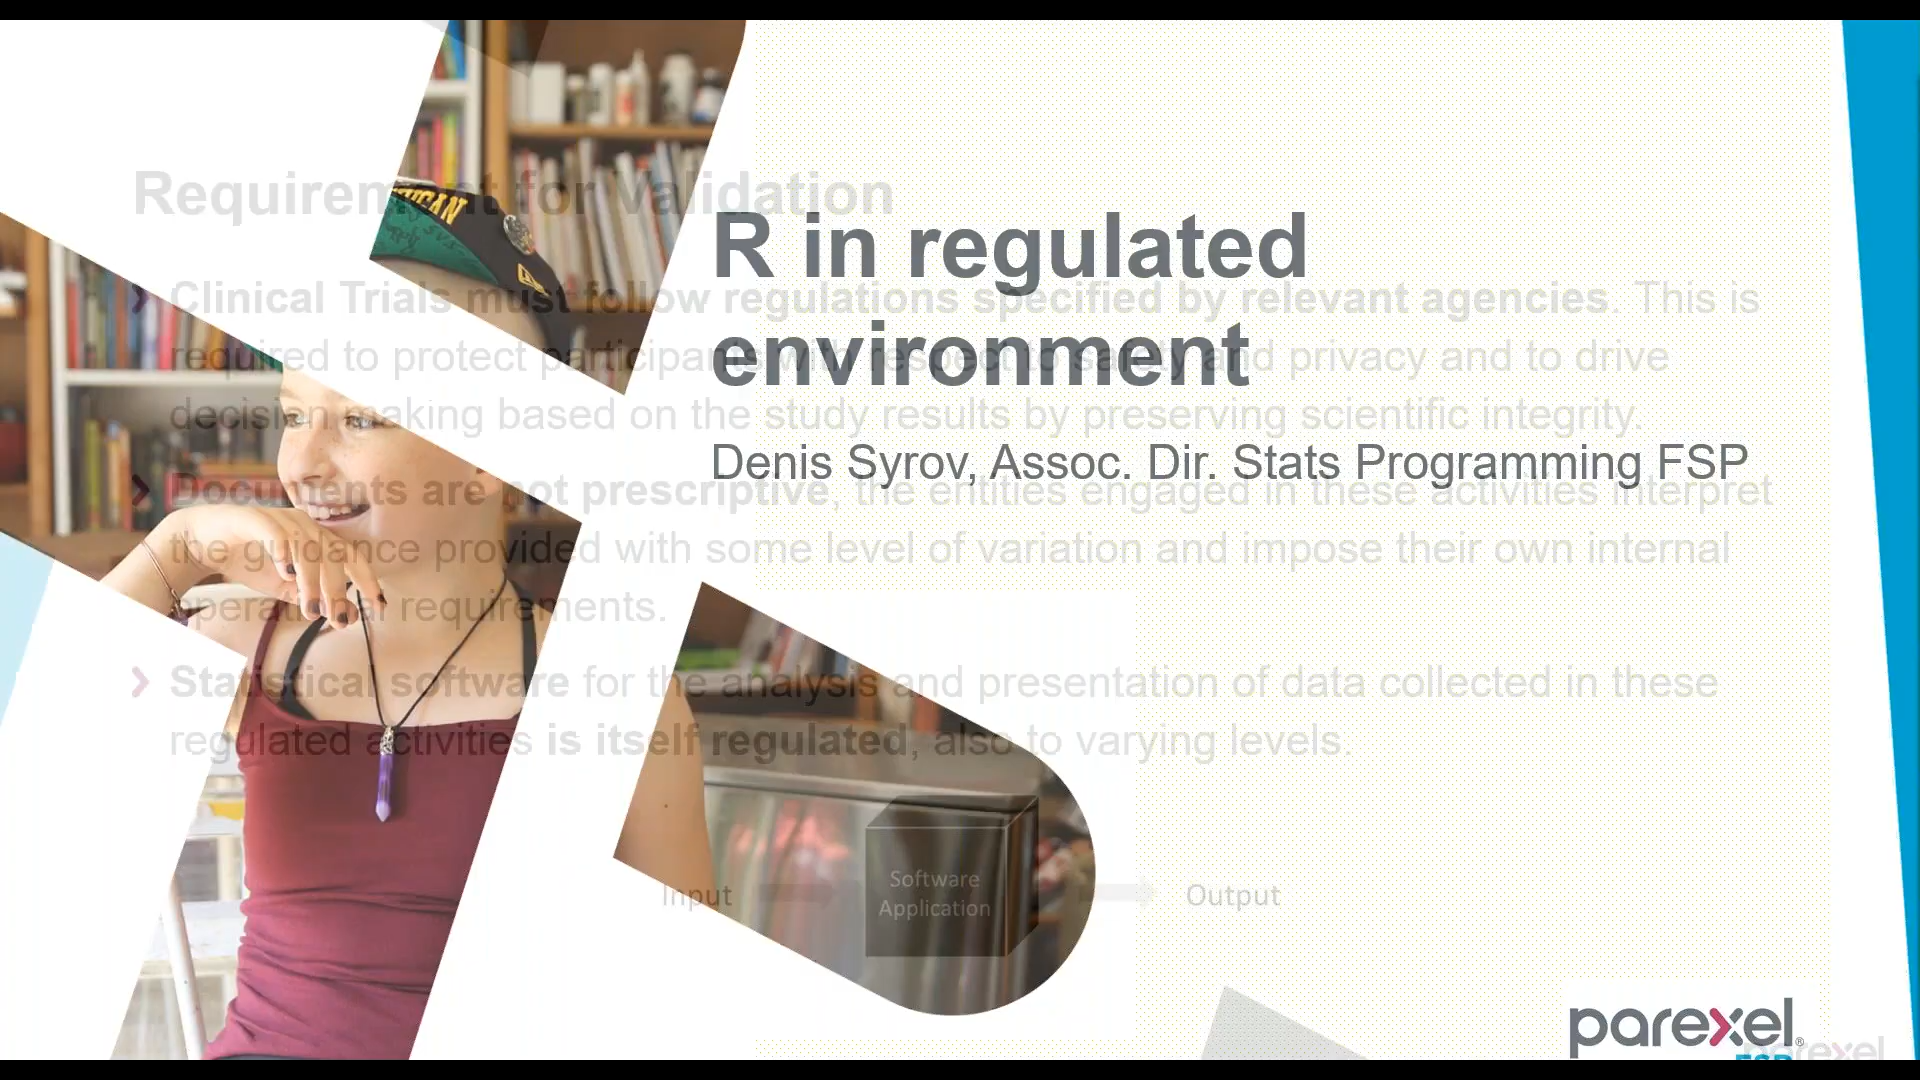 Requirement for Validation
R in regulated
environment
Denis Syrov, Assoc. Dir. Stats Programming FSP
Clinical Trials must follow regulations specified by relevant agencies. This is
required to protect participants with respect to safety and privacy and to drive
decision making based on the study results by preserving scientific integrity.
Documents are not prescriptive, the entities engaged in these activities interpret
the guidance provided with some level of variation and impose their own internal
operational requirements.
Statistical software for the analysis and presentation of data collected in these
regulated activities is itself regulated, also to varying levels.
Input
Software
Application
Output
parexel®
FSP
parexel